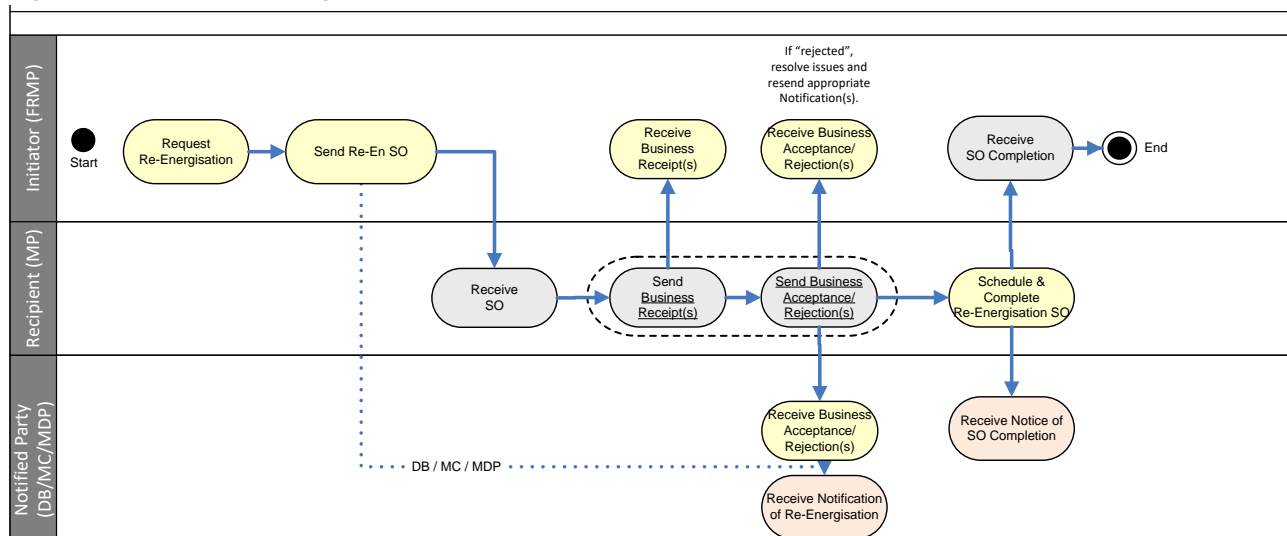 Initiator (FRMP)
Start
Request
Re-Energisation
Send Re-En SO
Receive
Business
Receipt(s)
If “rejected”,
resolve issues and
resend appropriate
Notification(s).
Receive Business
Acceptance/
Rejection(s)
Receive
SO Completion
End
Recipient (MP)
Receive
SO
Send
Business
Receipt(s)
Send Business
Acceptance/
Rejection(s)
Schedule &
Complete
Re-Energisation SO
Notified Party
(DB/MC/MDP)
DB / MC / MDP
Receive Business
Acceptance/
Rejection(s)
Receive Notification
of Re-Energisation
Receive Notice of
SO Completion